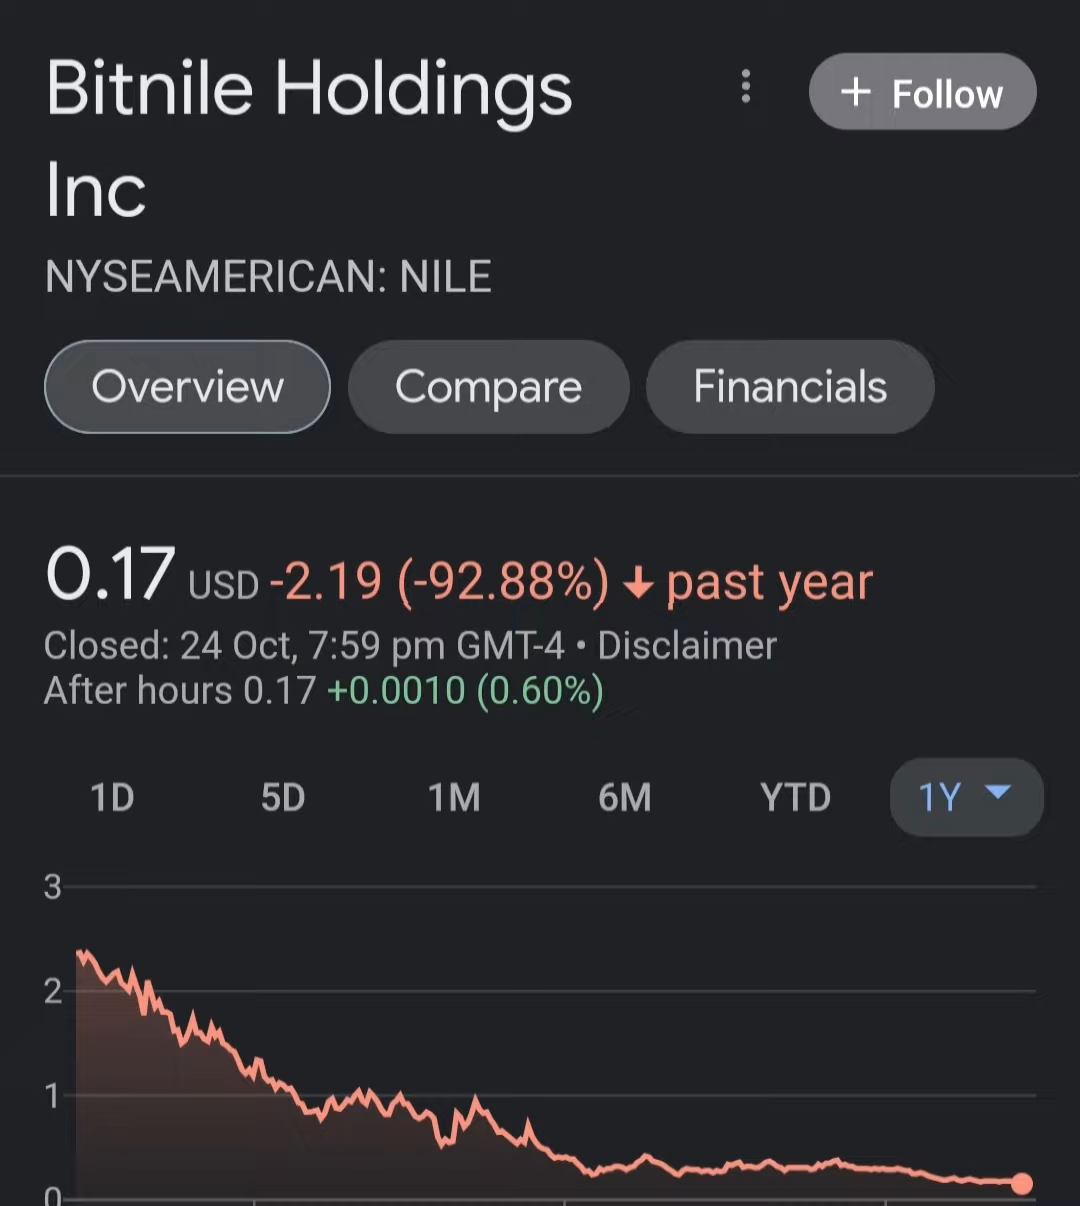 Bitnile Holdings
Inc
+ Follow
NYSEAMERICAN: NILE
Overview Compare Financials
0.17 USD -2.19 (-92.88%) ↓ past year
Closed: 24 Oct, 7:59 pm GMT-4 • Disclaimer
After hours 0.17 +0.0010 (0.60%)
1D 5D 1M 6M YTD 1Y
3
2
1
0